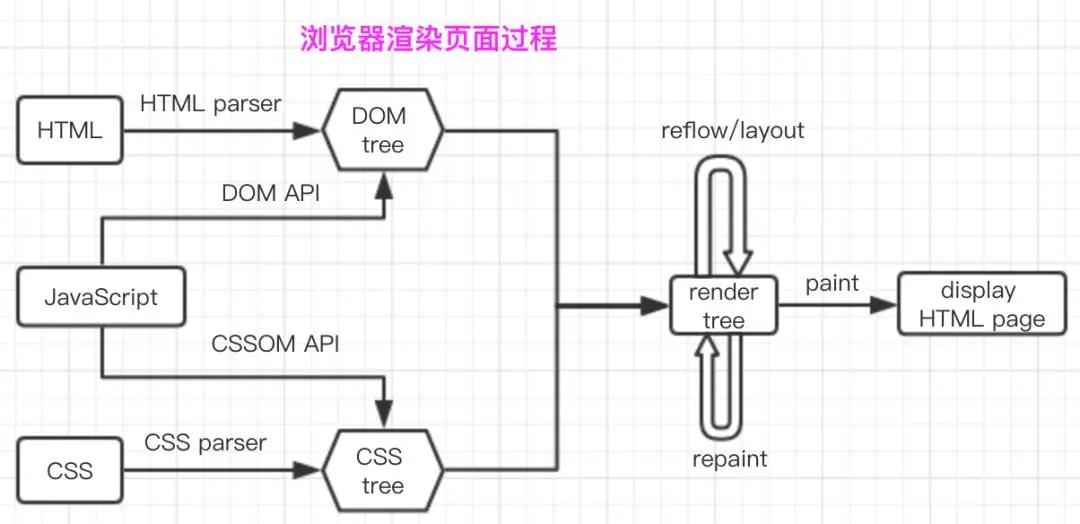 浏览器渲染页面过程
HTML
HTML parser
DOM
tree
DOM API
JavaScript
CSSOM API
CSS
CSS parser
CSS
tree
reflow/layout
render
tree
repaint
paint
display
HTML page